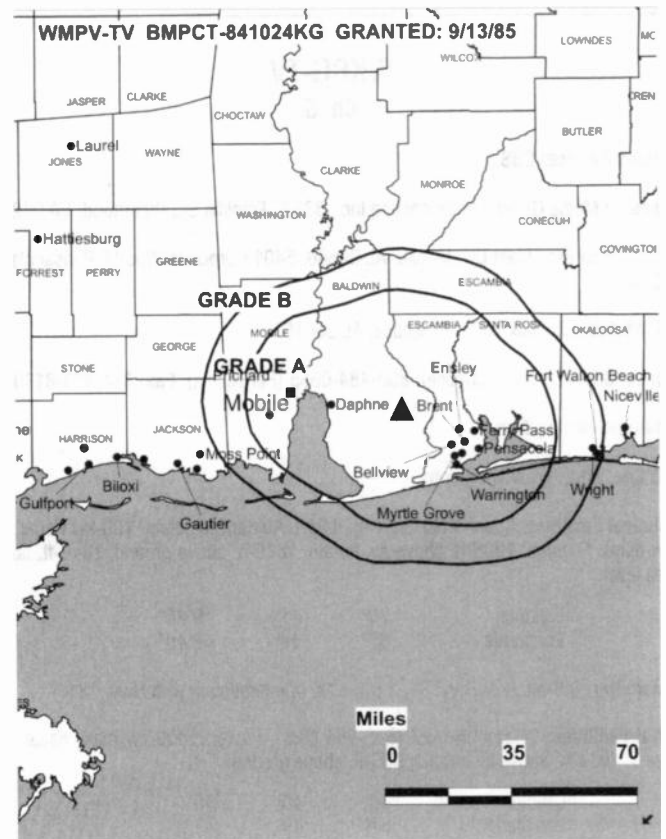 WMPV-TV BMPCT-841024KG GRANTED: 9/13/85
LOWNDES
WILCOX
JASPER
CLARKE
CHOCTAW
BUTLER
Laurel
JONES
WAYNE
CLARKE
MONROE
WASHINGTON
CONECUH
Hattiesburg
COVINGTO
FORREST
PERRY
GREENE
GRADE B
BALDWIN
ESCAMBIA
MOBILE
ESCAMBIA
SANTA ROSA
OKALOOSA
GEORGE
STONE
GRADE A
Prichard
Ensley
Fort Walton Beach
Niceville
Mobile
Daphne
Brent
Ferry Pass
HARRISON
JACKSON
Moss Point
Pensacola
Bellview
Gulfport
Biloxi
Gautier
Warrington
Wright
Myrtle Grove
Miles
0 35 70